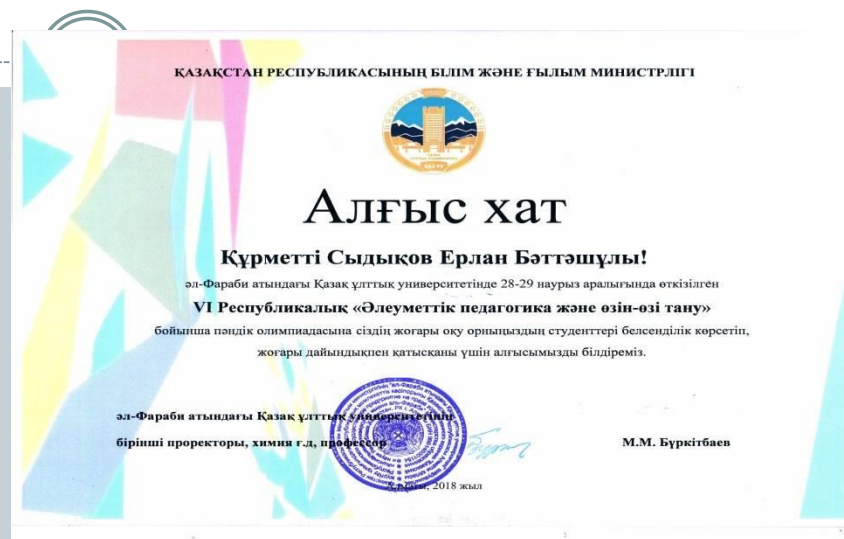 ҚАЗАҚСТАН РЕСПУБЛИКАСЫНЫҢ БІЛІМ ЖӘНЕ ҒЫЛЫМ МИНИСТРЛІГІ
Алғыс хат
Құрметті Сыдықов Ерлан Бәттәшұлы!
әл-Фараби атындағы Қазақ ұлттық университетінде 28-29 наурыз аралығында өткізілген
VI Республикалық «Әлеуметтік педагогика және өзін-өзі тану»
бойынша пәндік олимпиадасына сіздің жоғары оқу орныңыздың студенттері белсенділік көрсетіп,
жоғары дайындықпен қатысқаны үшін алғысымызды білдіреміз.
әл-Фараби атындағы Қазақ ұлттық университетінің
бірінші проректоры, химия ғ.д, профессор М.М. Бүркітбаев
Алматы, 2018 жыл